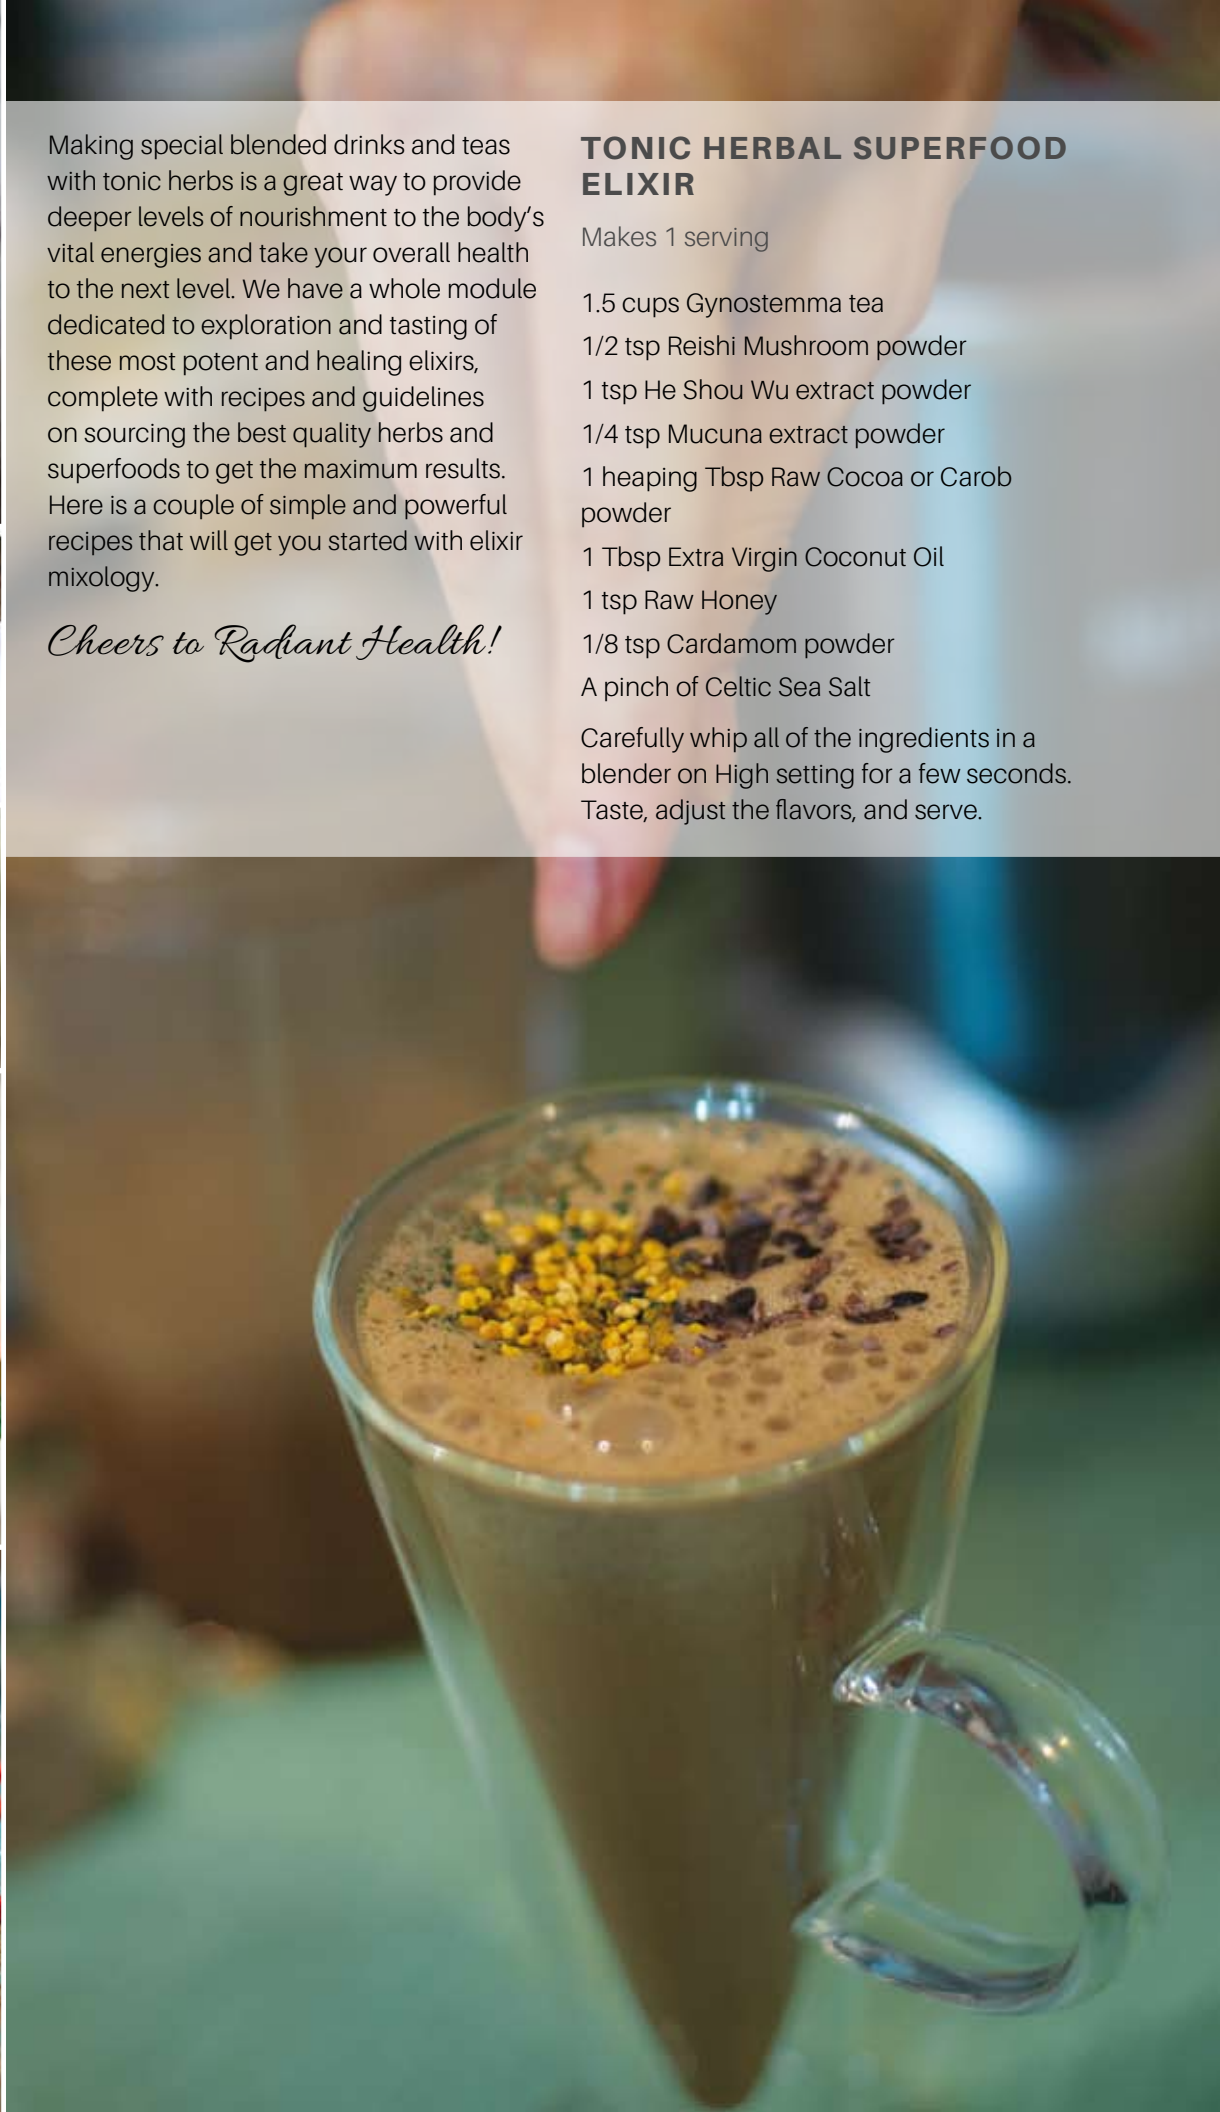 Making special blended drinks and teas
with tonic herbs is a great way to provide
deeper levels of nourishment to the body's
vital energies and take your overall health
to the next level. We have a whole module
dedicated to exploration and tasting of
these most potent and healing elixirs,
complete with recipes and guidelines
on sourcing the best quality herbs and
superfoods to get the maximum results.
Here is a couple of simple and powerful
recipes that will get you started with elixir
mixology.
Cheers to Radiant Health!
TONIC HERBAL SUPERFOOD
ELIXIR
Makes 1 serving
1.5 cups Gynostemma tea
1/2 tsp Reishi Mushroom powder
1 tsp He Shou Wu extract powder
1/4 tsp Mucuna extract powder
1 heaping Tbsp Raw Cocoa or Carob
powder
1 Tbsp Extra Virgin Coconut Oil
1 tsp Raw Honey
1/8 tsp Cardamom powder
A pinch of Celtic Sea Salt
Carefully whip all of the ingredients in a
blender on High setting for a few seconds.
Taste, adjust the flavors, and serve.